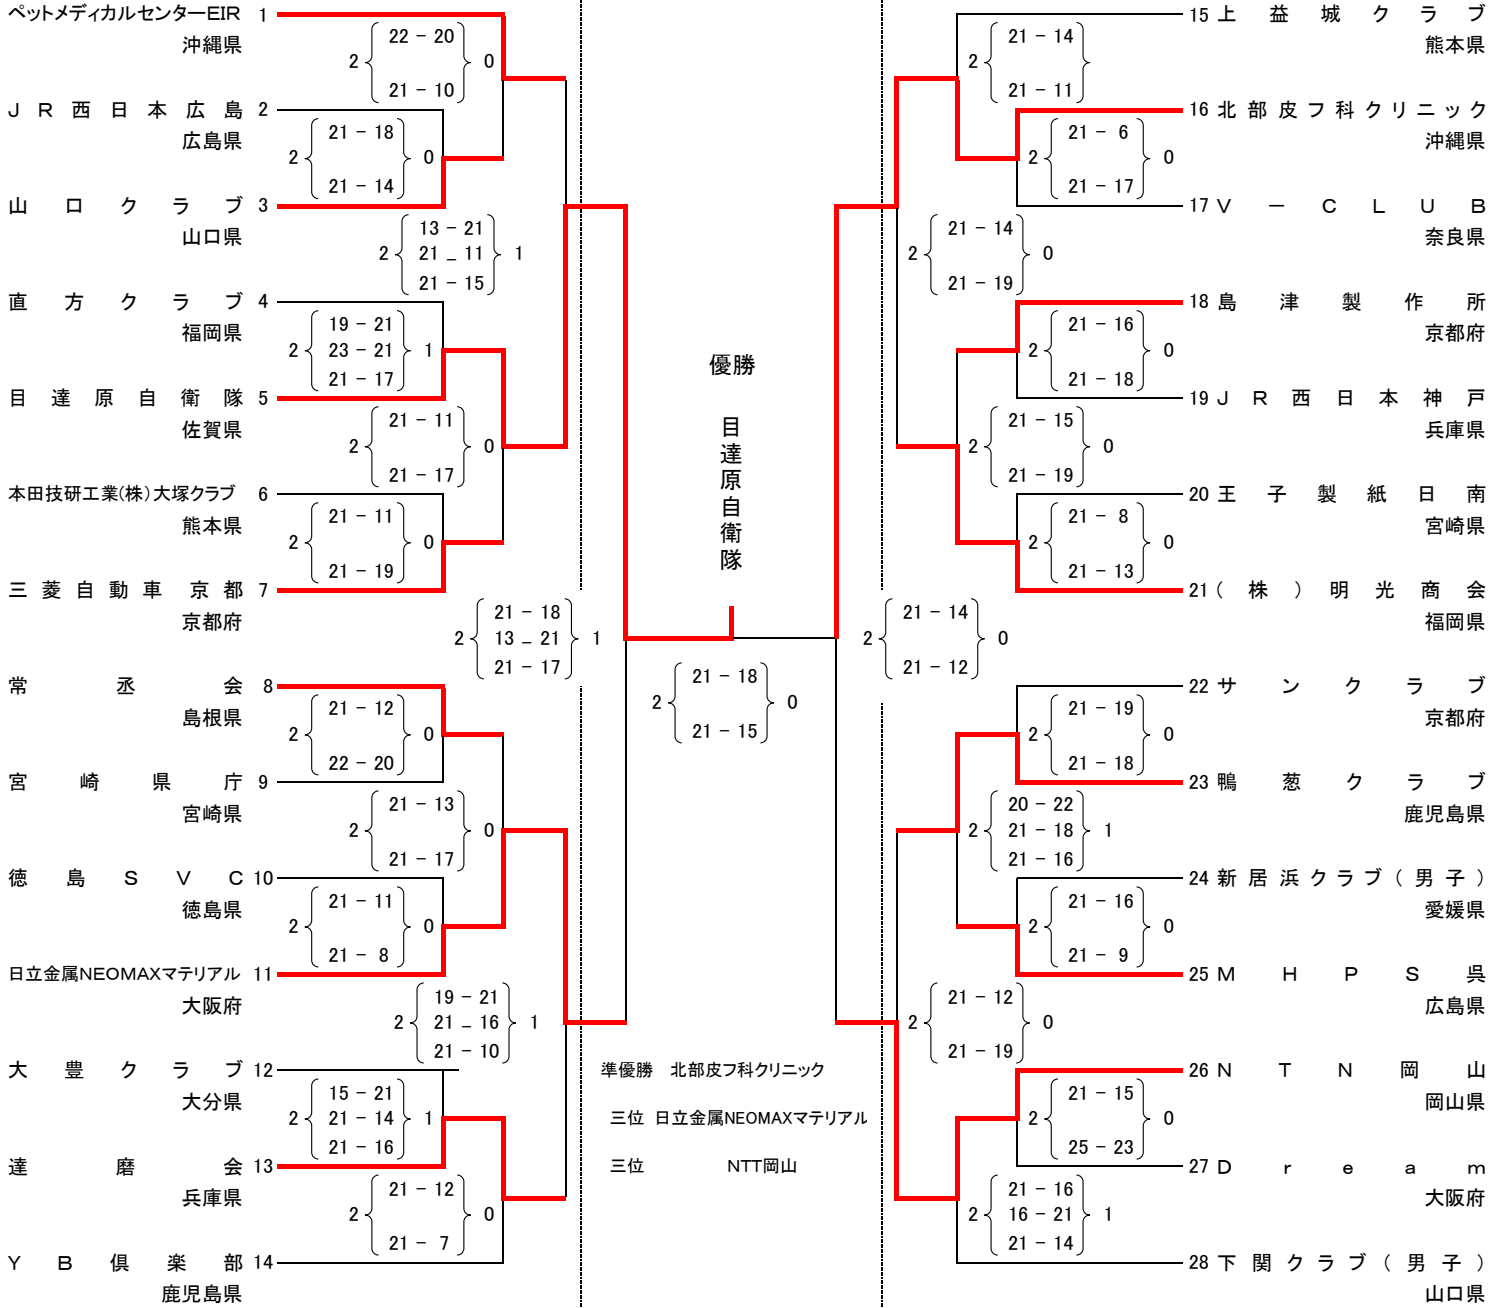 ペットメディカルセンターEIR 1
沖縄県
22 − 20
2 0
21 − 10
ＪＲ西日本広島 2
広島県
21 − 18
2 0
21 − 14
山口クラブ 3
山口県
13 − 21
2 21 − 11 1
21 − 15
直方クラブ 4
福岡県
19 − 21
2 23 − 21 1
21 − 17
目達原自衛隊 5
佐賀県
21 − 11
2 0
21 − 17
本田技研工業(株)大塚クラブ 6
熊本県
21 − 11
2 0
21 − 19
三菱自動車京都 7
京都府
21 − 18
2 13 − 21 1
21 − 17
常丞会 8
島根県
21 − 12
2 0
22 − 20
宮崎県庁 9
宮崎県
21 − 13
2 0
21 − 17
徳島ＳＶＣ 10
徳島県
21 − 11
2 0
21 − 8
日立金属NEOMAXマテリアル 11
大阪府
19 − 21
2 21 − 16 1
21 − 10
大豊クラブ 12
大分県
15 − 21
2 21 − 14 1
21 − 16
達磨会 13
兵庫県
21 − 12
2 0
21 − 7
ＹＢ倶楽部 14
鹿児島県
優勝
目達原自衛隊
21 − 18
2 0
21 − 15
準優勝 北部皮フ科クリニック
三位 日立金属NEOMAXマテリアル
三位 NTT岡山
15 上益城クラブ
熊本県
21 − 14
2
21 − 11
16 北部皮フ科クリニック
沖縄県
21 − 6
2 0
21 − 17
17 Ｖ−ＣＬＵＢ
奈良県
21 − 14
2 0
21 − 19
18 島津製作所
京都府
21 − 16
2 0
21 − 18
19 ＪＲ西日本神戸
兵庫県
21 − 15
2 0
21 − 19
20 王子製紙日南
宮崎県
21 − 8
2 0
21 − 13
21 (株)明光商会
福岡県
21 − 14
2 0
21 − 12
22 サンクラブ
京都府
21 − 19
2 0
21 − 18
23 鴨葱クラブ
鹿児島県
20 − 22
2 21 − 18 1
21 − 16
24 新居浜クラブ(男子)
愛媛県
21 − 16
2 0
21 − 9
25 ＭＨＰＳ呉
広島県
21 − 12
2 0
21 − 19
26 ＮＴＮ岡山
岡山県
21 − 15
2 0
25 − 23
27 Ｄｒｅａｍ
大阪府
21 − 16
2 16 − 21 1
21 − 14
28 下関クラブ(男子)
山口県